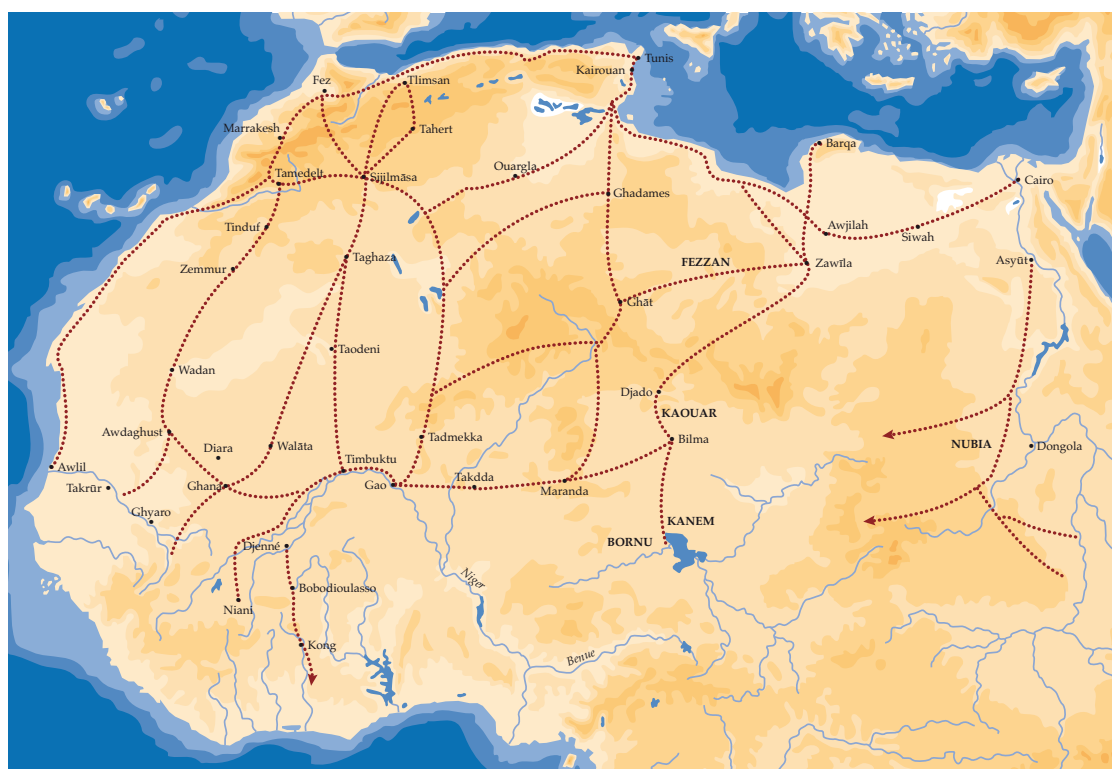 Tunis
Kairouan
Tlimsan
Fez
Tahert
Marrakesh
Barqa
Ouargla
Tamedelt
Sijilmāsa
Cairo
Ghadames
Tinduf
Awjilah
Siwah
Taghaza
Zemmur
FEZZAN
Zawīla
Asyūt
Ghāt
Taodeni
Wadan
Djado
KAOUAR
Awdaghust
Diara
Walāta
Tadmekka
Bilma
NUBIA
Dongola
Awlil
Takrūr
Ghana
Timbuktu
Gao
Takdda
Maranda
Ghyaro
KANEM
BORNU
Djenné
Niger
Bobodioulasso
Niani
Kong
Benue